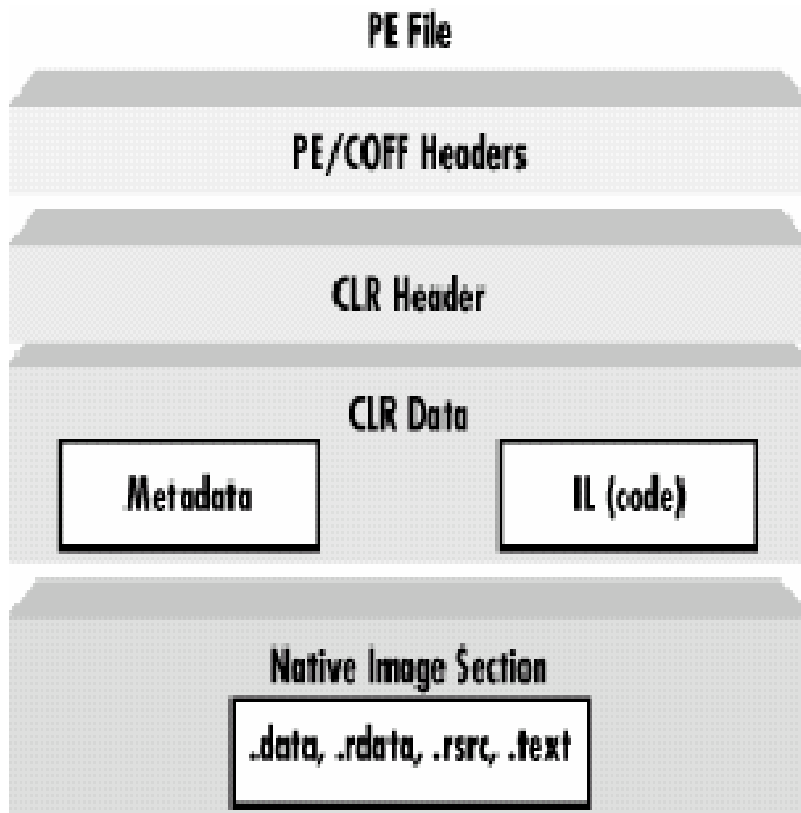 PE File
PE/COFF Headers
CLR Header
CLR Data
Metadata
IL (code)
Native Image Section
.data, .rdata, .rsrc, .text